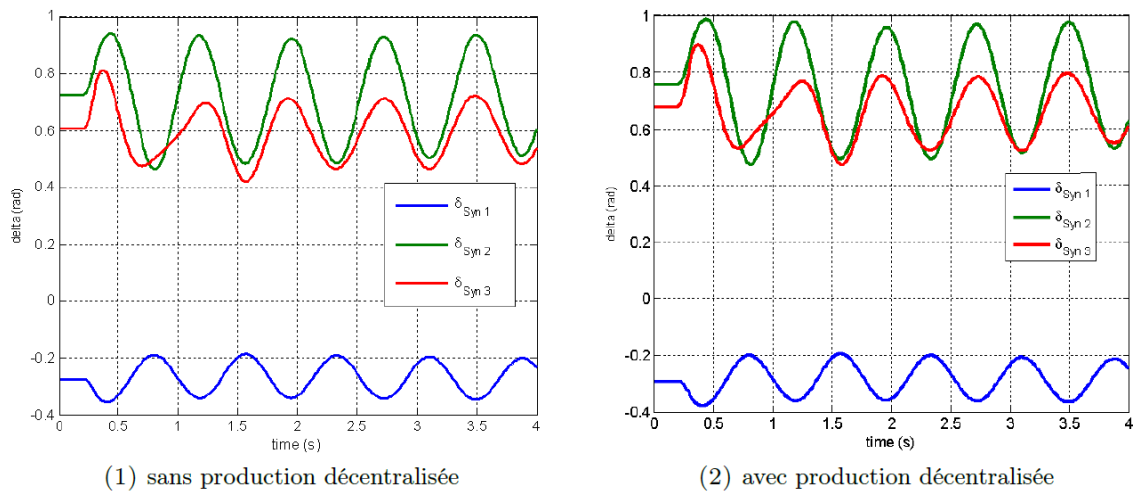 1
0.8
0.6
0.4
0.2
0
-0.2
-0.4
delta (rad)
0 0.5 1 1.5 2 2.5 3 3.5 4
time (s)
δSyn 1
δSyn 2
δSyn 3
(1) sans production décentralisée
1
0.8
0.6
0.4
0.2
0
-0.2
-0.4
delta (rad)
0 0.5 1 1.5 2 2.5 3 3.5 4
time (s)
δSyn 1
δSyn 2
δSyn 3
(2) avec production décentralisée